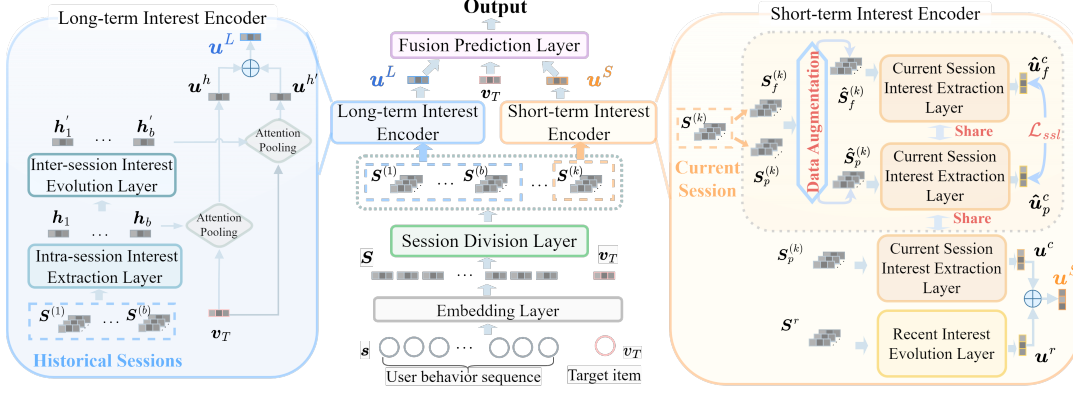 Long-term Interest Encoder
u^L
u^h
u^{h'}
h_1^' ... h_b^'
Attention
Pooling
Inter-session Interest
Evolution Layer
h_1 ... h_b
Attention
Pooling
Intra-session Interest
Extraction Layer
S^{(1)} ... S^{(b)}
v_T
Historical Sessions
Output
Fusion Prediction Layer
u^L
v_T
u^S
Long-term Interest
Encoder
Short-term Interest
Encoder
S^{(1)} ... S^{(b)} ... S^{(k)}
Session Division Layer
S
...
v_T
Embedding Layer
s
...
v_T
User behavior sequence
Target item
Short-term Interest Encoder
S^{(k)}
Current
Session
S_f^{(k)}
S_p^{(k)}
Data Augmentation
Ŝ_f^{(k)}
Ŝ_p^{(k)}
Current Session
Interest Extraction
Layer
û_f^c
Share
L_{ssl}
Current Session
Interest Extraction
Layer
û_p^c
Share
S_p^{(k)}
Current Session
Interest Extraction
Layer
u^c
u^S
S^r
Recent Interest
Evolution Layer
u^r